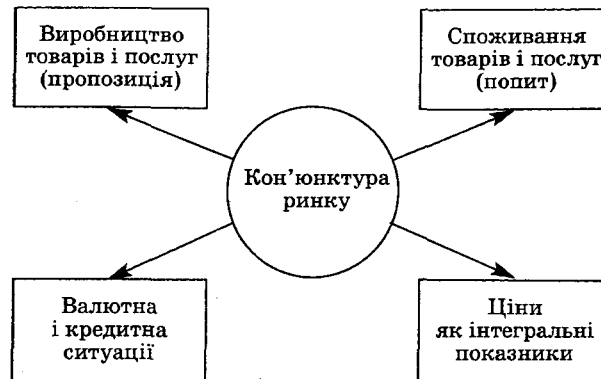 Виробництво
товарів і послуг
(пропозиція)
Споживання
товарів і послуг
(попит)
Кон’юнктура
ринку
Валютна
і кредитна
ситуації
Ціни
як інтегральні
показники